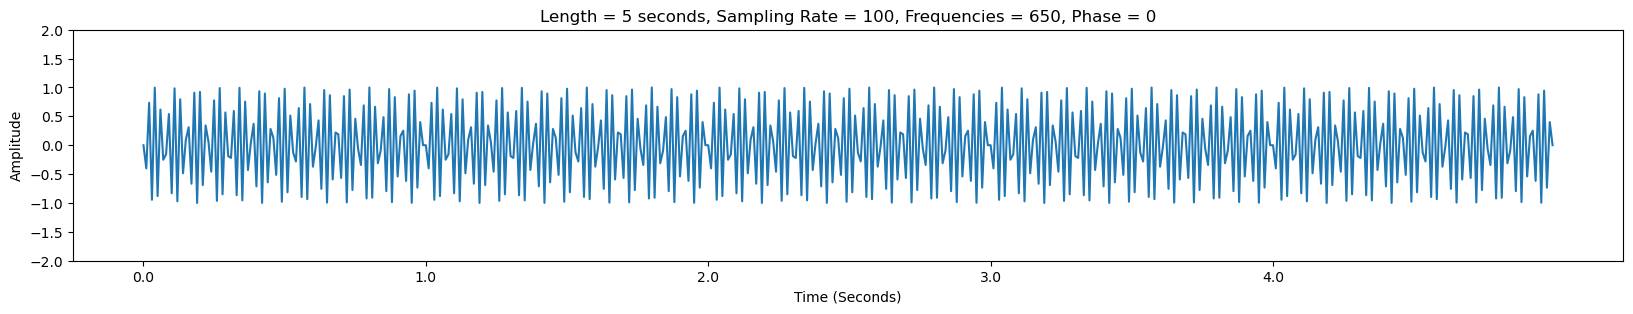 Length = 5 seconds, Sampling Rate = 100, Frequencies = 650, Phase = 0
2.0
1.5
1.0
0.5
0.0
−0.5
−1.0
−1.5
−2.0
Amplitude
0.0 1.0 2.0 3.0 4.0
Time (Seconds)